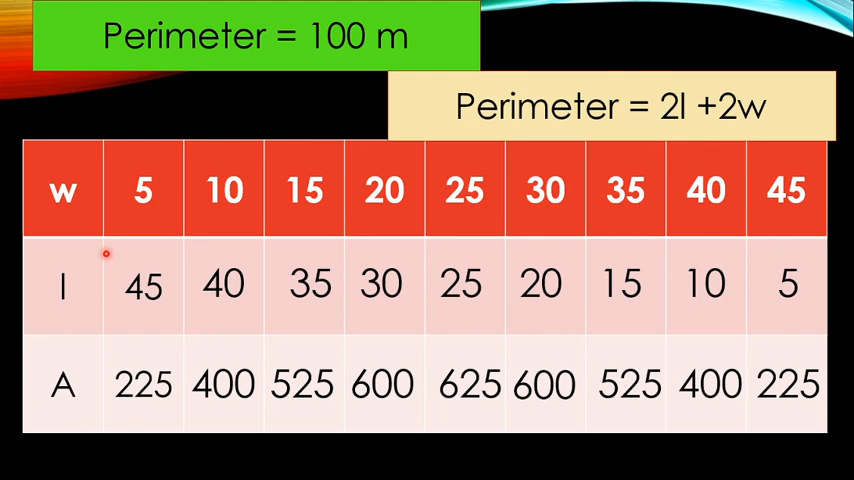 Perimeter = 100 m
Perimeter = 2l +2w
w 5 10 15 20 25 30 35 40 45
l 45 40 35 30 25 20 15 10 5
A 225 400 525 600 625 600 525 400 225